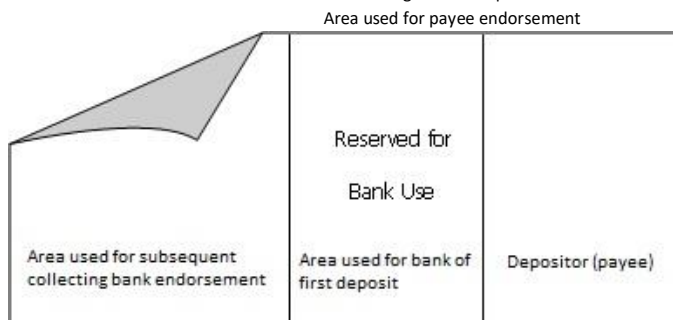 Area used for payee endorsement
Reserved for
Bank Use
Area used for subsequent
collecting bank endorsement
Area used for bank of
first deposit
Depositor (payee)